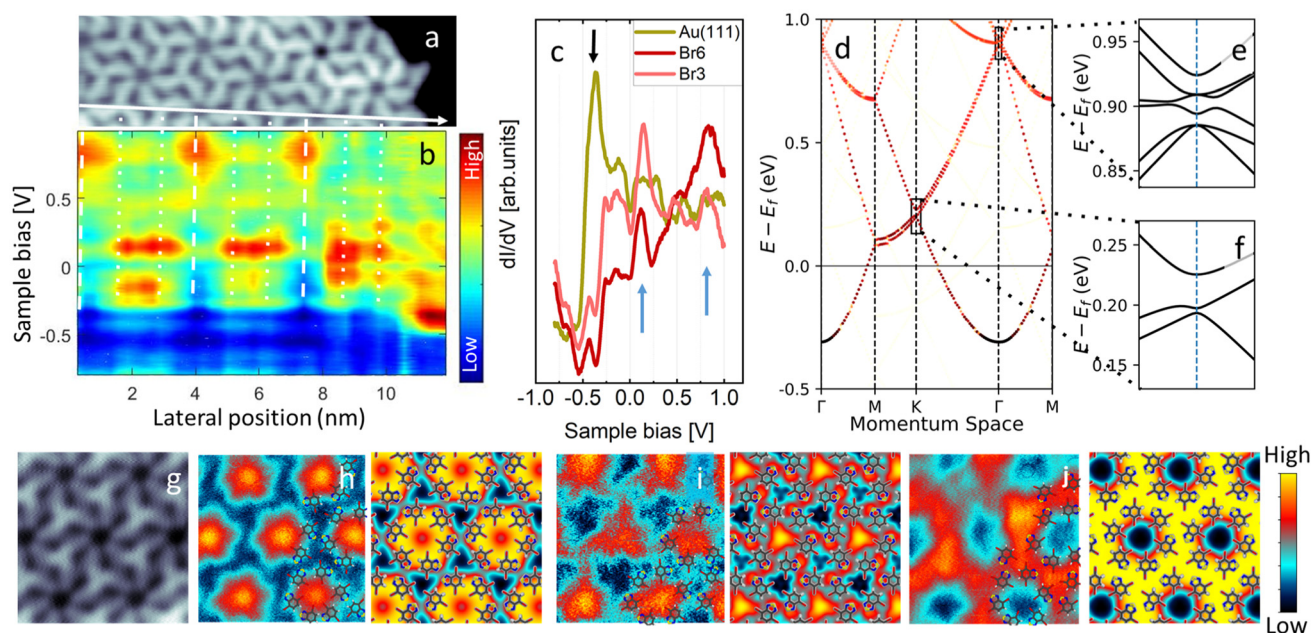 a
b
High
Low
Sample bias [V]
0.5
0
-0.5
2
4
6
8
10
Lateral position (nm)
c
Au(111)
Br6
Br3
dI/dV [arb.units]
-1.0
-0.5
0.0
0.5
1.0
Sample bias [V]
d
E − Ef (eV)
1.0
0.5
0.0
-0.5
Γ
M
K
Γ
M
Momentum Space
e
E − Ef (eV)
0.95
0.90
0.85
f
E − Ef (eV)
0.25
0.20
0.15
g
h
i
j
High
Low